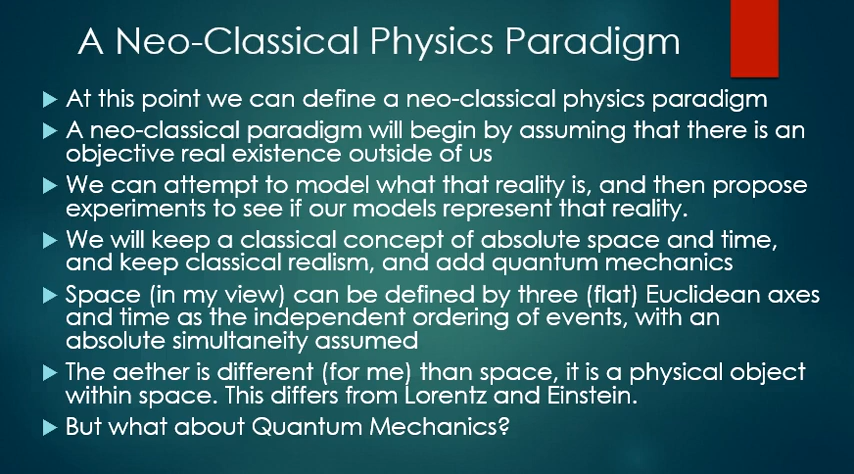 A Neo-Classical Physics Paradigm
At this point we can define a neo-classical physics paradigm
A neo-classical paradigm will begin by assuming that there is an
objective real existence outside of us
We can attempt to model what that reality is, and then propose
experiments to see if our models represent that reality.
We will keep a classical concept of absolute space and time,
and keep classical realism, and add quantum mechanics
Space (in my view) can be defined by three (flat) Euclidean axes
and time as the independent ordering of events, with an
absolute simultaneity assumed
The aether is different (for me) than space, it is a physical object
within space. This differs from Lorentz and Einstein.
But what about Quantum Mechanics?